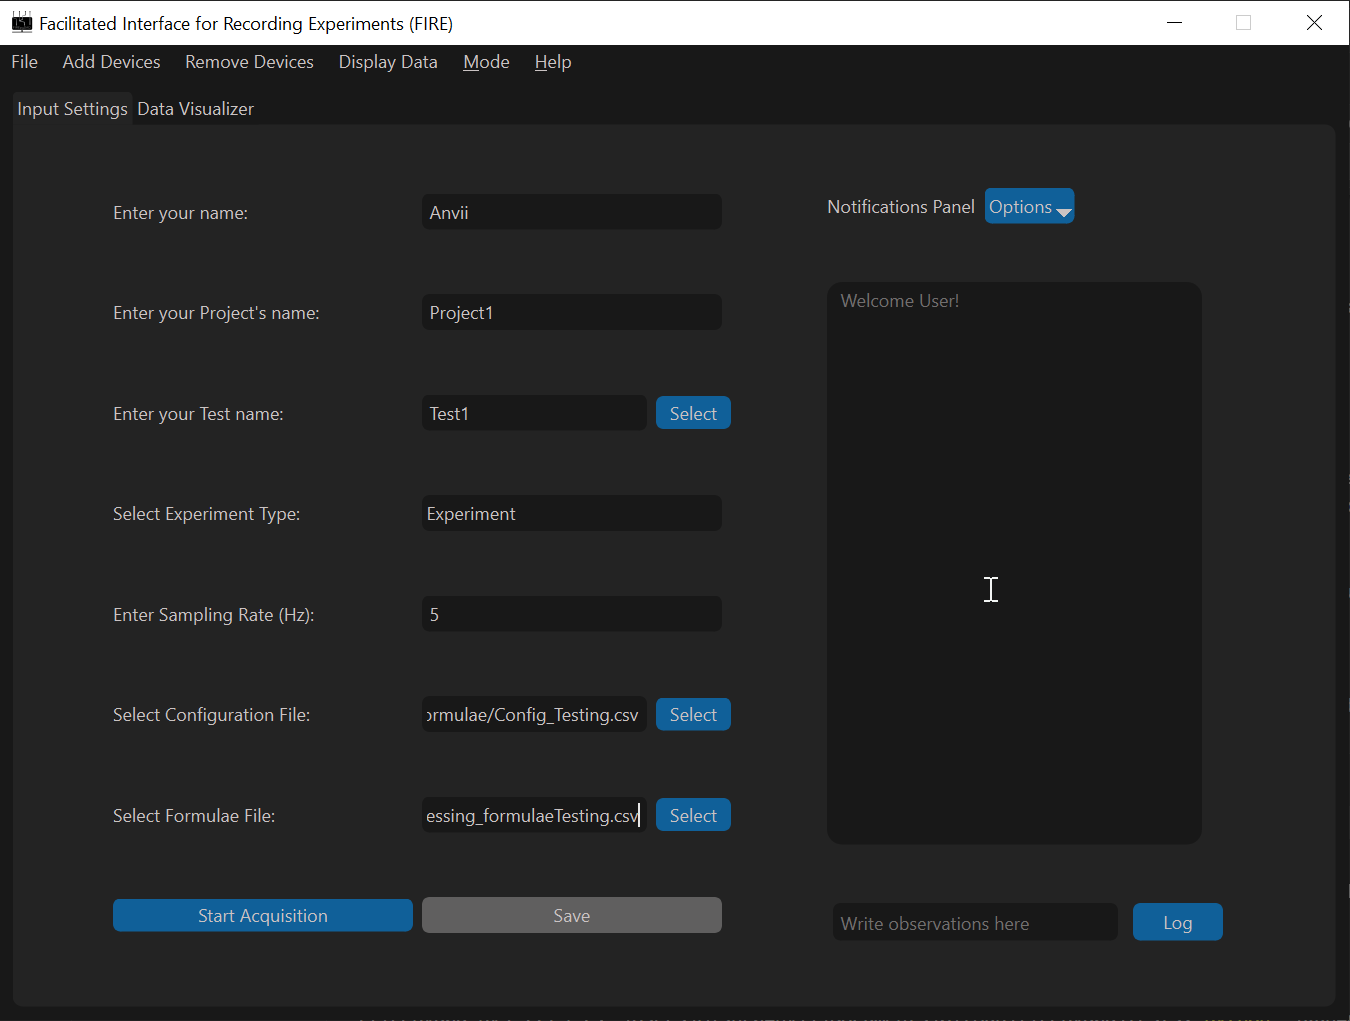 Facilitated Interface for Recording Experiments (FIRE)
File Add Devices Remove Devices Display Data Mode Help
Input Settings Data Visualizer
Enter your name: Anvii
Notifications Panel Options
Enter your Project's name: Project1
Welcome User!
Enter your Test name: Test1 Select
Select Experiment Type: Experiment
Enter Sampling Rate (Hz): 5
Select Configuration File: ormulae/Config_Testing.csv Select
Select Formulae File: essing_formulaeTesting.csv Select
Start Acquisition Save
Write observations here Log